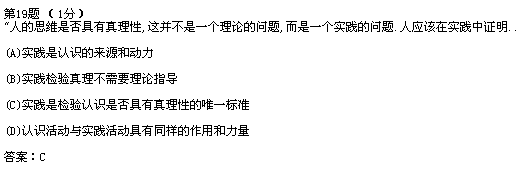 第19题 （1分）
“人的思维是否具有真理性,这并不是一个理论的问题,而是一个实践的问题.人应该在实践中证明..
(A)实践是认识的来源和动力
(B)实践检验真理不需要理论指导
(C)实践是检验认识是否具有真理性的唯一标准
(D)认识活动与实践活动具有同样的作用和力量
答案：C